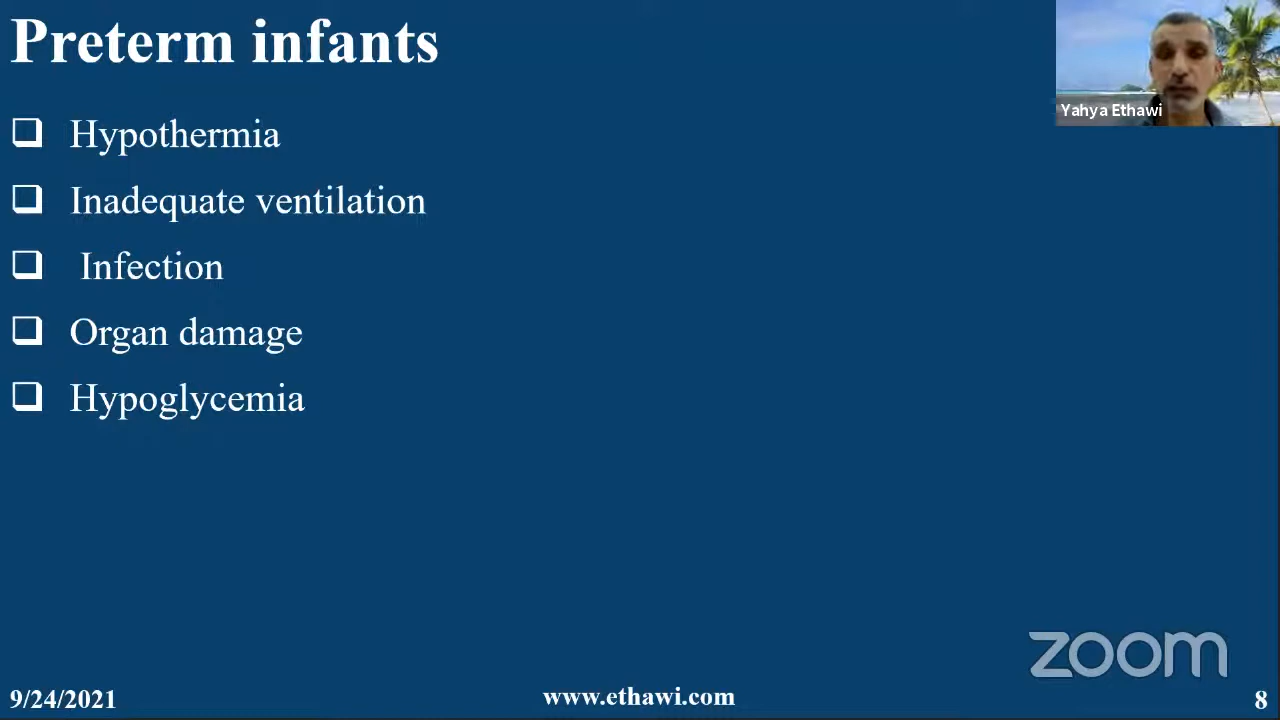 Preterm infants
Yahya Ethawi
❑ Hypothermia
❑ Inadequate ventilation
❑ Infection
❑ Organ damage
❑ Hypoglycemia
zoom
9/24/2021
www.ethawi.com
8